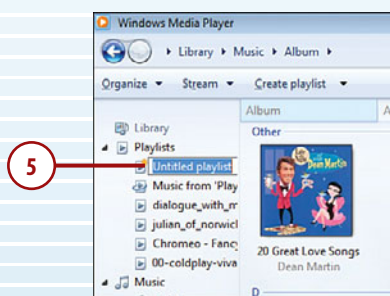 Windows Media Player
Library Music Album
Organize Stream Create playlist
Album
Library
Other
Playlists
5
Untitled playlist
Dean Martin
Music from 'Play
dialogue_with_m
julian_of_norwicl
Chromeo - Fancy
20 Great Love Songs
00-coldplay-viva
Dean Martin
Music
D